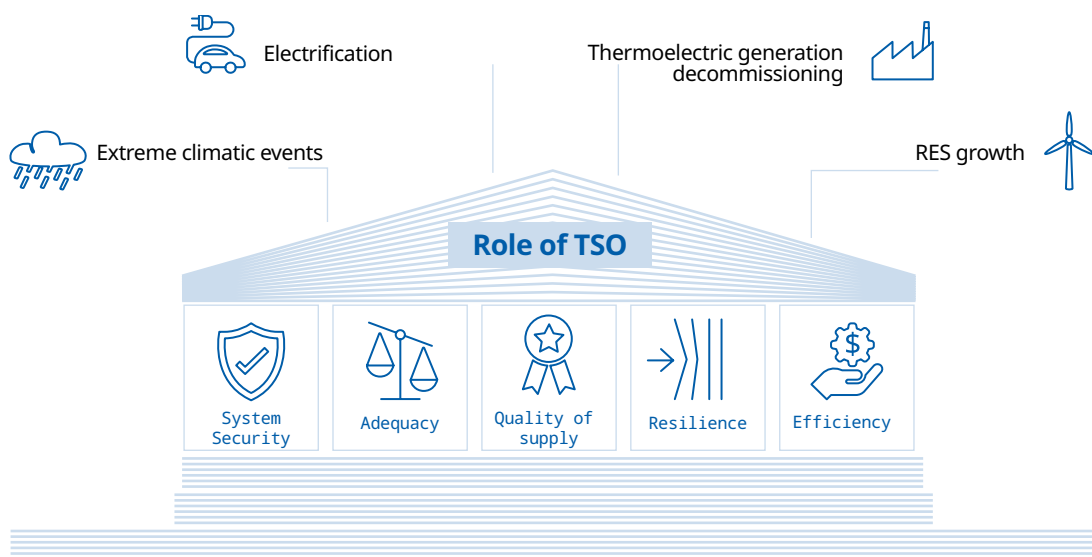 Electrification
Thermoelectric generation
decommissioning
Extreme climatic events
RES growth
Role of TSO
System
Security
Adequacy
Quality of
supply
Resilience
Efficiency
$